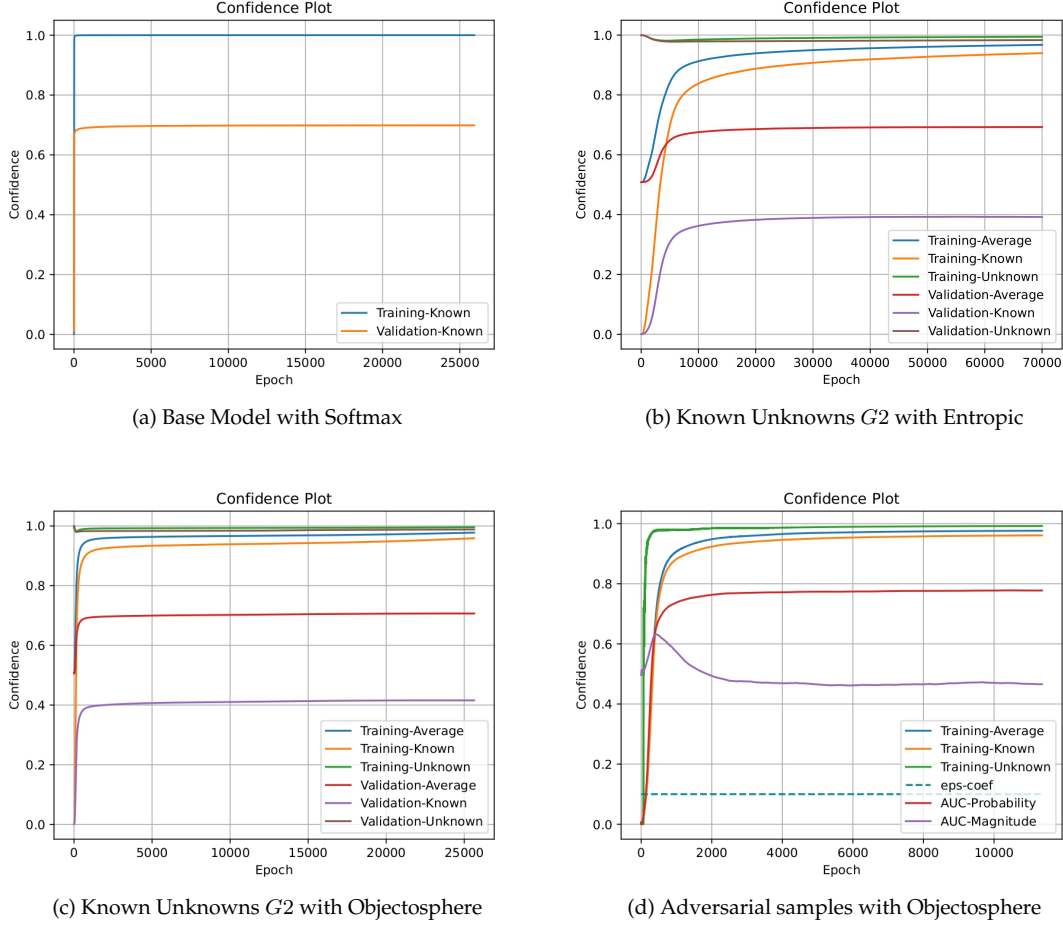 Confidence Plot
1.0
0.8
0.6
0.4
0.2
0.0
Confidence
0 5000 10000 15000 20000 25000
Epoch
Training-Known
Validation-Known
(a) Base Model with Softmax
Confidence Plot
1.0
0.8
0.6
0.4
0.2
0.0
Confidence
0 10000 20000 30000 40000 50000 60000 70000
Epoch
Training-Average
Training-Known
Training-Unknown
Validation-Average
Validation-Known
Validation-Unknown
(b) Known Unknowns G2 with Entropic
Confidence Plot
1.0
0.8
0.6
0.4
0.2
0.0
Confidence
0 5000 10000 15000 20000 25000
Epoch
Training-Average
Training-Known
Training-Unknown
Validation-Average
Validation-Known
Validation-Unknown
(c) Known Unknowns G2 with Objectosphere
Confidence Plot
1.0
0.8
0.6
0.4
0.2
0.0
Confidence
0 2000 4000 6000 8000 10000
Epoch
Training-Average
Training-Known
Training-Unknown
eps-coef
AUC-Probability
AUC-Magnitude
(d) Adversarial samples with Objectosphere